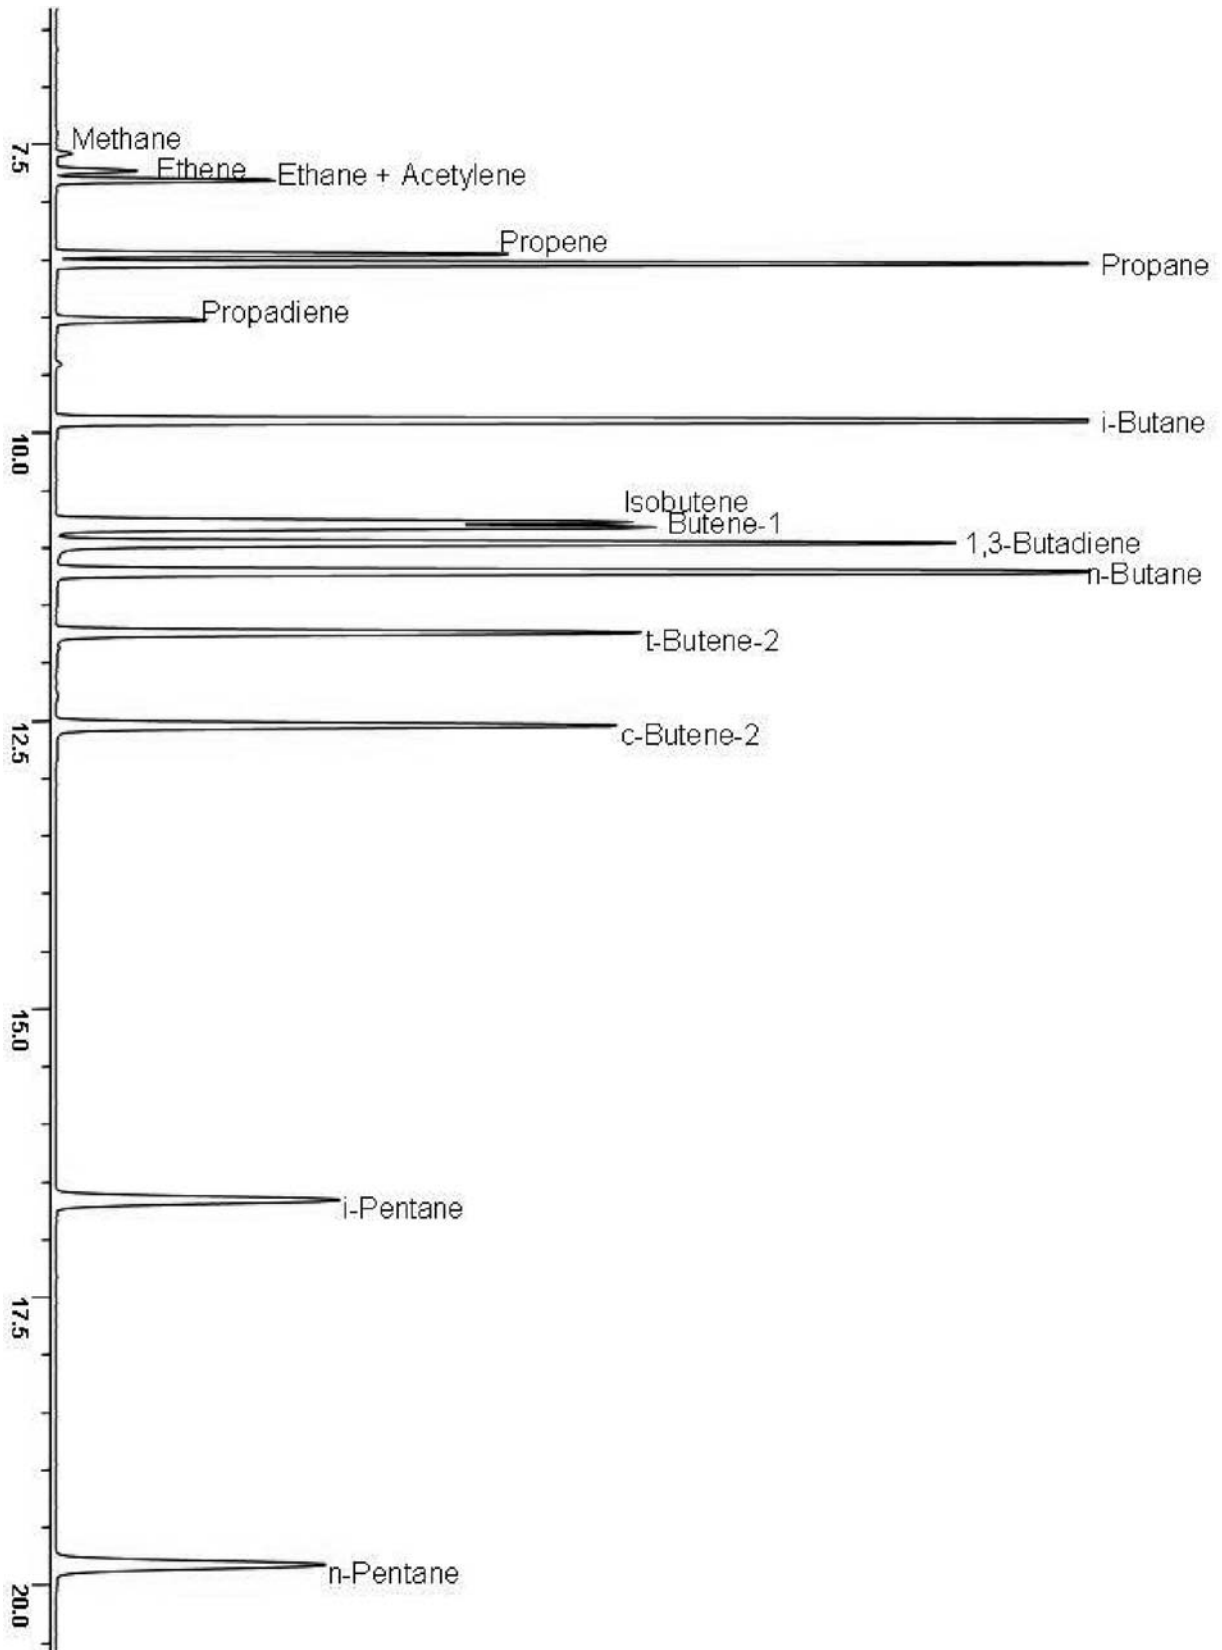 Methane
7.5
Ethene
Ethane + Acetylene
Propene
Propane
Propadiene
i-Butane
10.0
Isobutene
Butene-1
1,3-Butadiene
n-Butane
t-Butene-2
c-Butene-2
12.5
15.0
i-Pentane
17.5
n-Pentane
20.0